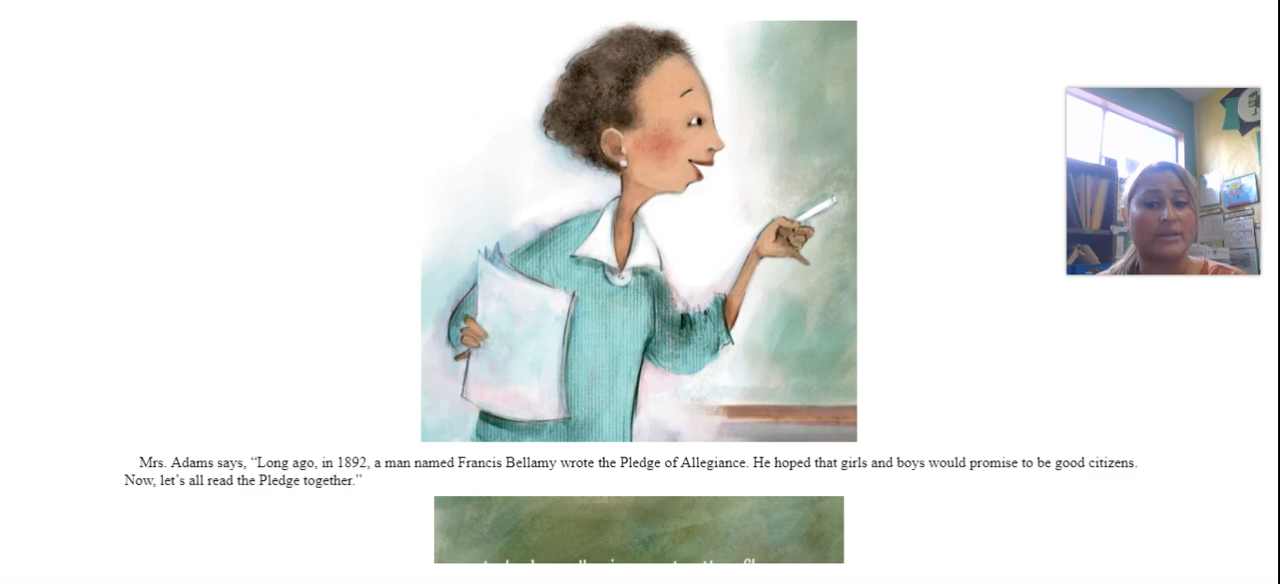 Mrs. Adams says, “Long ago, in 1892, a man named Francis Bellamy wrote the Pledge of Allegiance. He hoped that girls and boys would promise to be good citizens.
Now, let’s all read the Pledge together.”